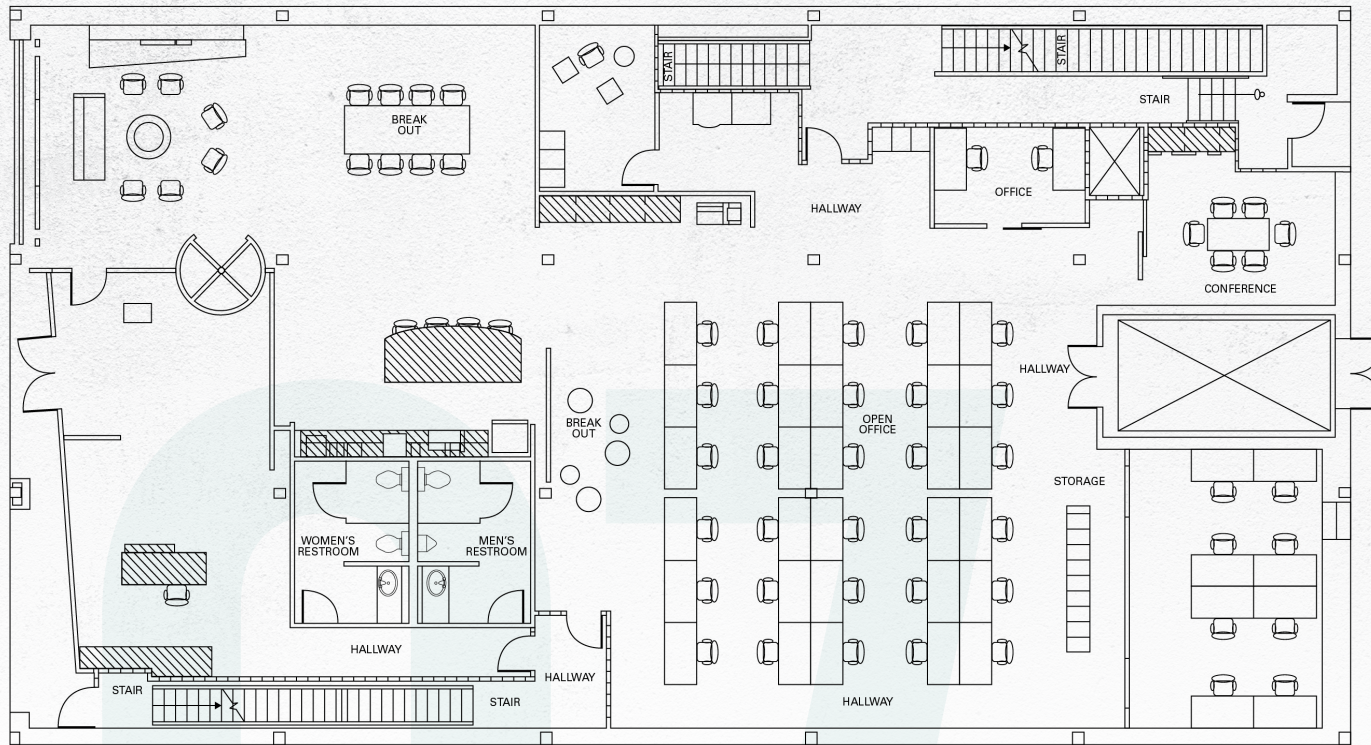 STAIR
STAIR
STAIR
BREAK
OUT
OFFICE
HALLWAY
CONFERENCE
HALLWAY
BREAK
OUT
OPEN
OFFICE
STORAGE
WOMEN'S
RESTROOM
MEN'S
RESTROOM
HALLWAY
HALLWAY
STAIR
STAIR
HALLWAY